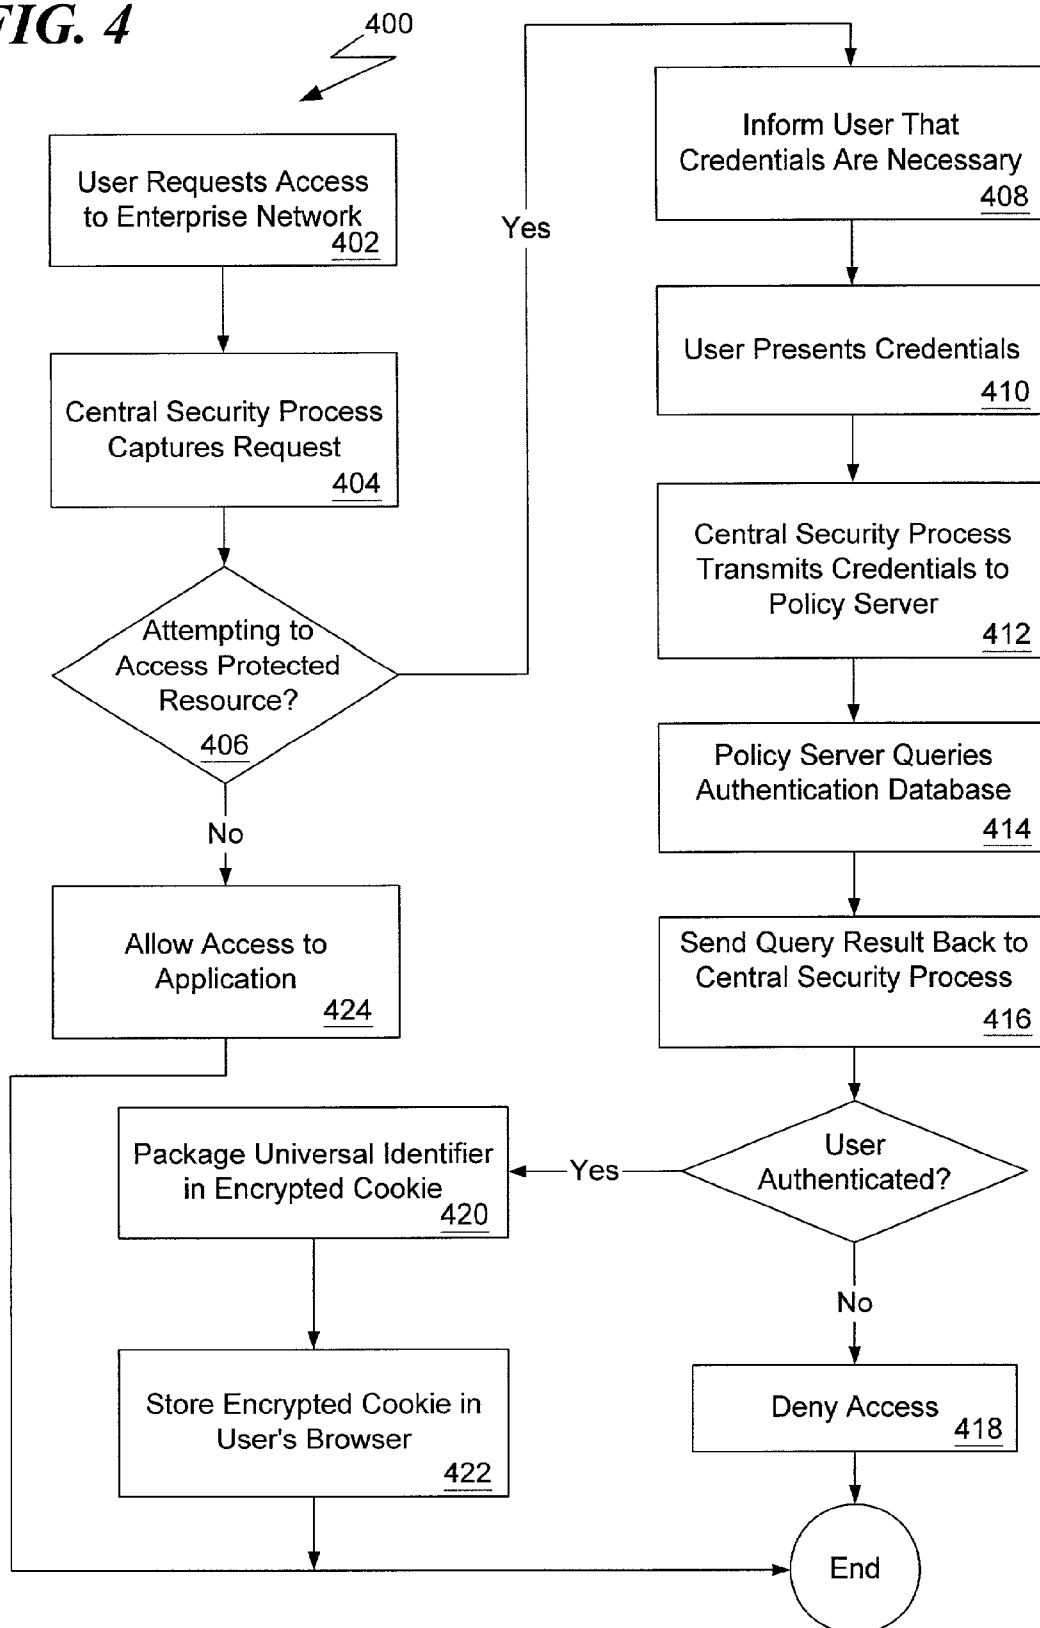 FIG. 4
400
User Requests Access
to Enterprise Network
402
Central Security Process
Captures Request
404
Attempting to
Access Protected
Resource?
406
Yes
No
Allow Access to
Application
424
Inform User That
Credentials Are Necessary
408
User Presents Credentials
410
Central Security Process
Transmits Credentials to
Policy Server
412
Policy Server Queries
Authentication Database
414
Send Query Result Back to
Central Security Process
416
User
Authenticated?
Yes
Package Universal Identifier
in Encrypted Cookie
420
Store Encrypted Cookie in
User's Browser
422
No
Deny Access
418
End